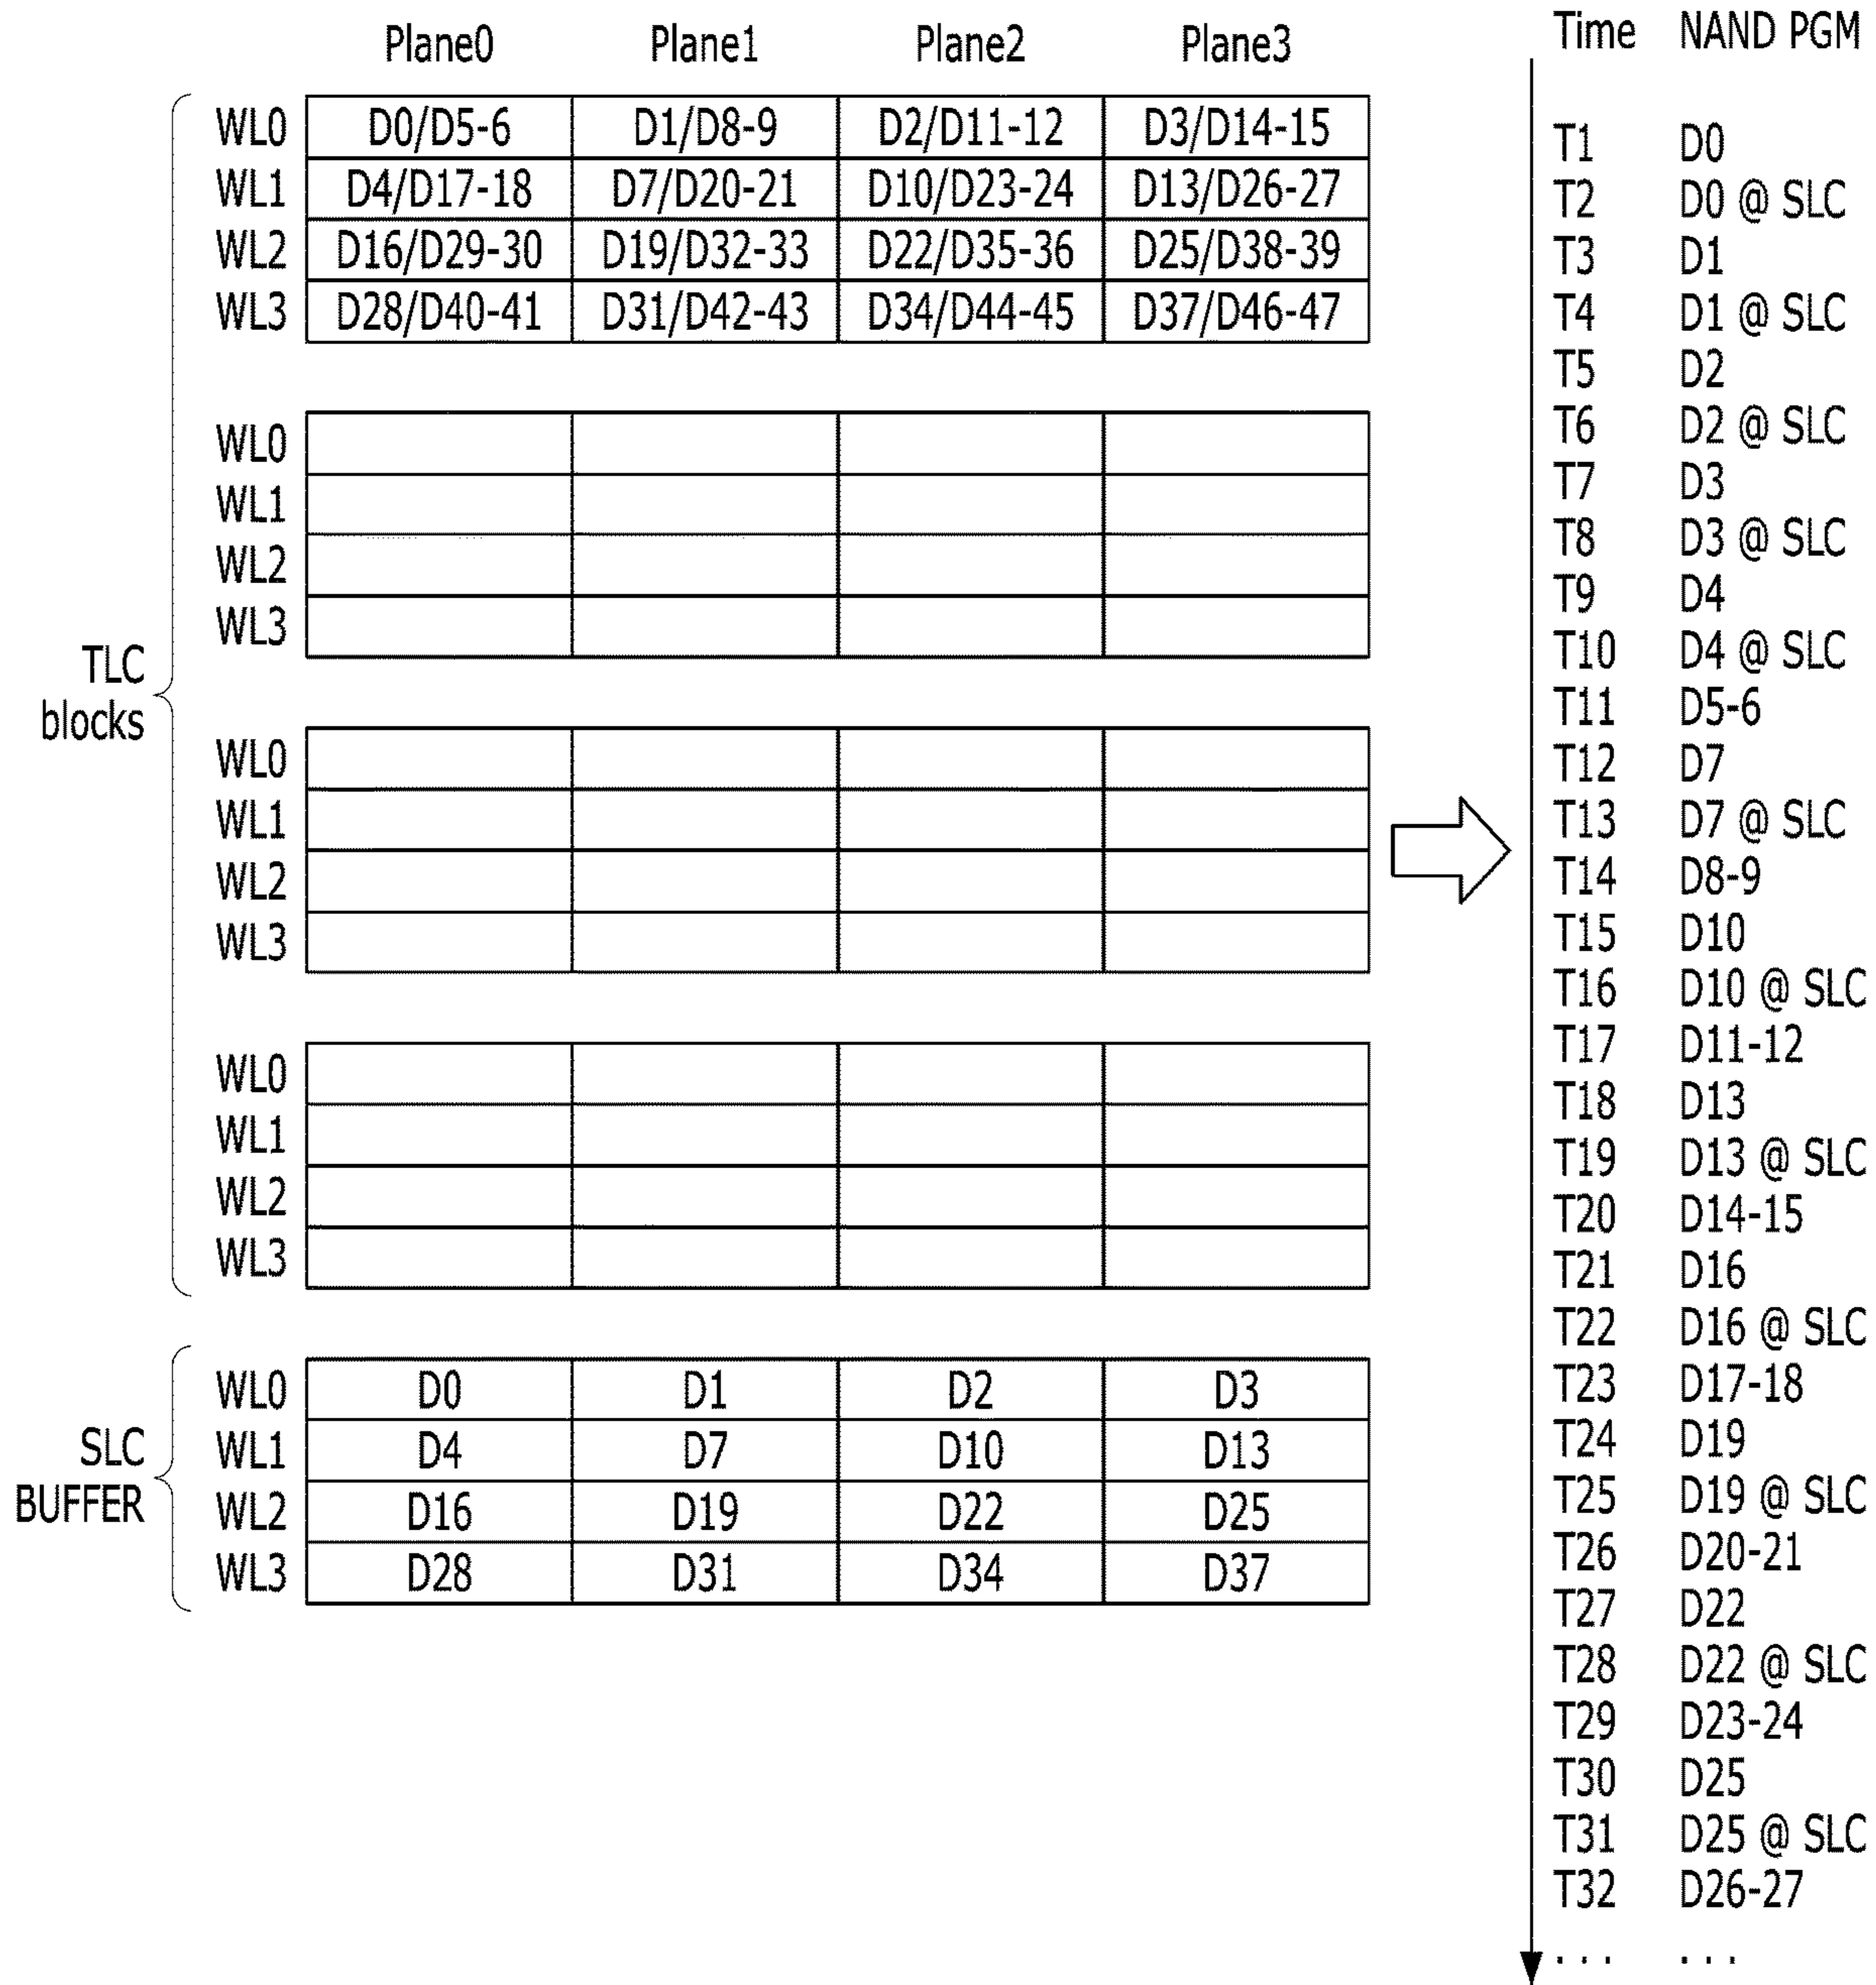 Plane0 Plane1 Plane2 Plane3
WL0 D0/D5-6 D1/D8-9 D2/D11-12 D3/D14-15
WL1 D4/D17-18 D7/D20-21 D10/D23-24 D13/D26-27
WL2 D16/D29-30 D19/D32-33 D22/D35-36 D25/D38-39
WL3 D28/D40-41 D31/D42-43 D34/D44-45 D37/D46-47
WL0
WL1
WL2
WL3
TLC
blocks
WL0
WL1
WL2
WL3
WL0
WL1
WL2
WL3
SLC
BUFFER
WL0 D0 D1 D2 D3
WL1 D4 D7 D10 D13
WL2 D16 D19 D22 D25
WL3 D28 D31 D34 D37
Time NAND PGM
T1 D0
T2 D0 @ SLC
T3 D1
T4 D1 @ SLC
T5 D2
T6 D2 @ SLC
T7 D3
T8 D3 @ SLC
T9 D4
T10 D4 @ SLC
T11 D5-6
T12 D7
T13 D7 @ SLC
T14 D8-9
T15 D10
T16 D10 @ SLC
T17 D11-12
T18 D13
T19 D13 @ SLC
T20 D14-15
T21 D16
T22 D16 @ SLC
T23 D17-18
T24 D19
T25 D19 @ SLC
T26 D20-21
T27 D22
T28 D22 @ SLC
T29 D23-24
T30 D25
T31 D25 @ SLC
T32 D26-27
. . . . . .